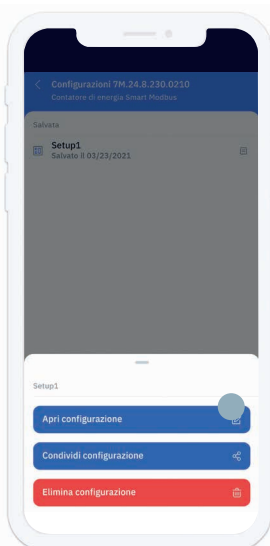 Configurazioni 7M.24.8.230.0210
Contatore di energia Smart Modbus
Salvata
Setup1
Salvato il 03/23/2021
Setup1
Apri configurazione
Condividi configurazione
Elimina configurazione